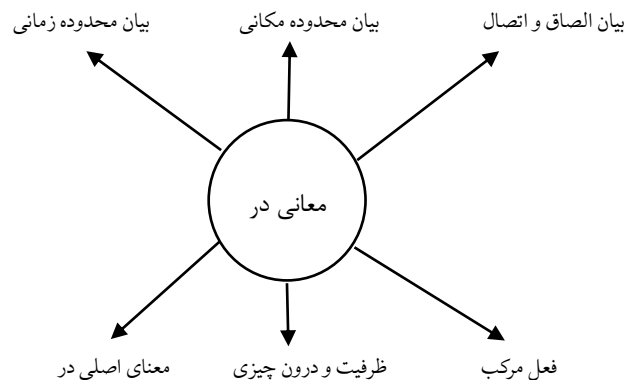 بیان الصاق و اتصال
بیان محدوده مکانی
بیان محدوده زمانی
معانی در
فعل مرکب
ظرفیت و درون چیزی
معنای اصلی در